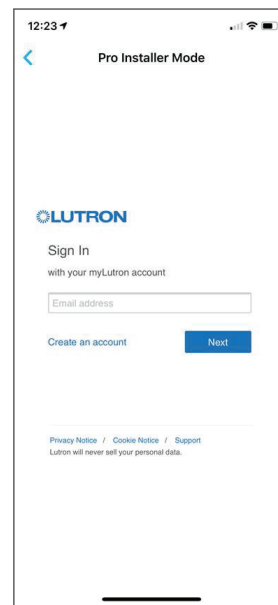 12:23
Pro Installer Mode
LUTRON
Sign In
with your myLutron account
Email address
Create an account
Next
Privacy Notice / Cookie Notice / Support
Lutron will never sell your personal data.